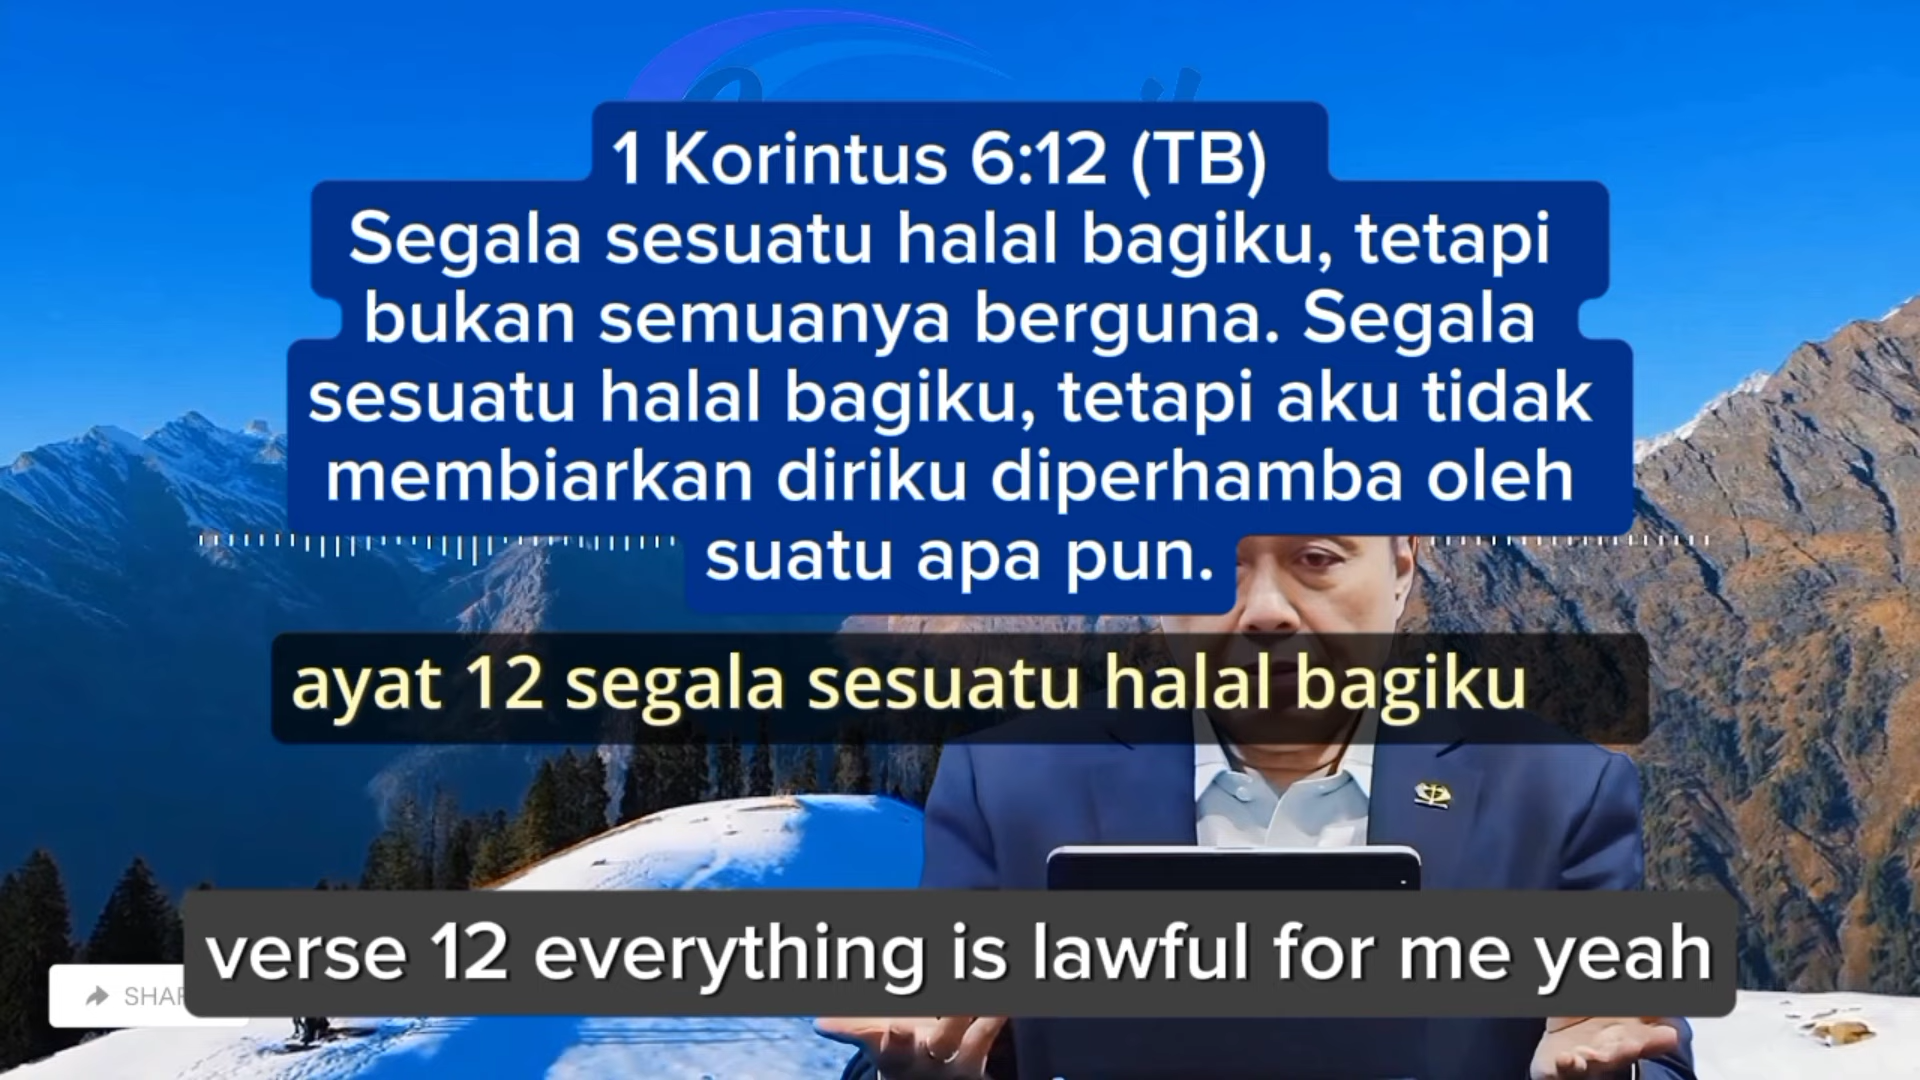 1 Korintus 6:12 (TB)
Segala sesuatu halal bagiku, tetapi
bukan semuanya berguna. Segala
sesuatu halal bagiku, tetapi aku tidak
membiarkan diriku diperhamba oleh
suatu apa pun.
ayat 12 segala sesuatu halal bagiku
verse 12 everything is lawful for me yeah